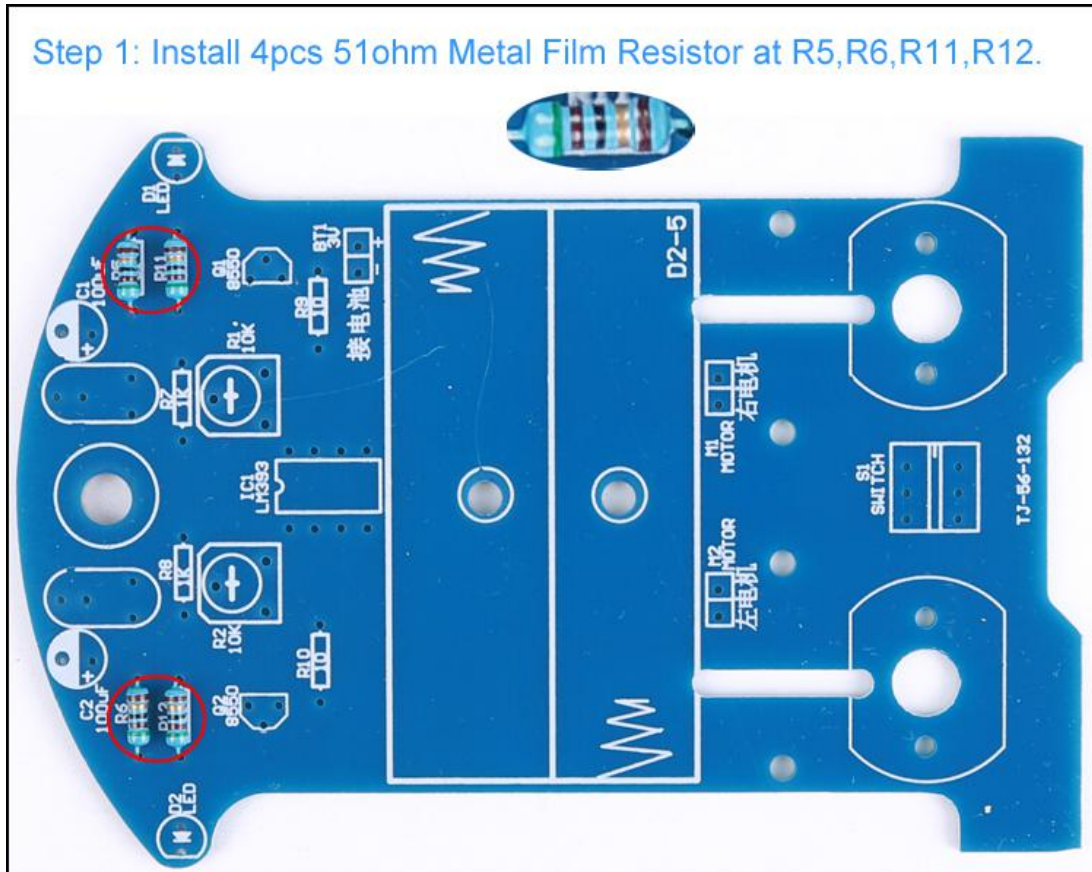 Step 1: Install 4pcs 51ohm Metal Film Resistor at R5,R6,R11,R12.
D1
LED
R11
C1
100uF
Q1
8550
BT1
3V
+
-
接电池
R9
10
R1.
10K
R7
1K
D2-5
M1
MOTOR
右电机
IC1
LM393
S1
SWITCH
TJ-56-132
R8
1K
R2
10K
M2
MOTOR
左电机
R10
10
C2
100uF
+
R6
Q2
8550
D2
LED